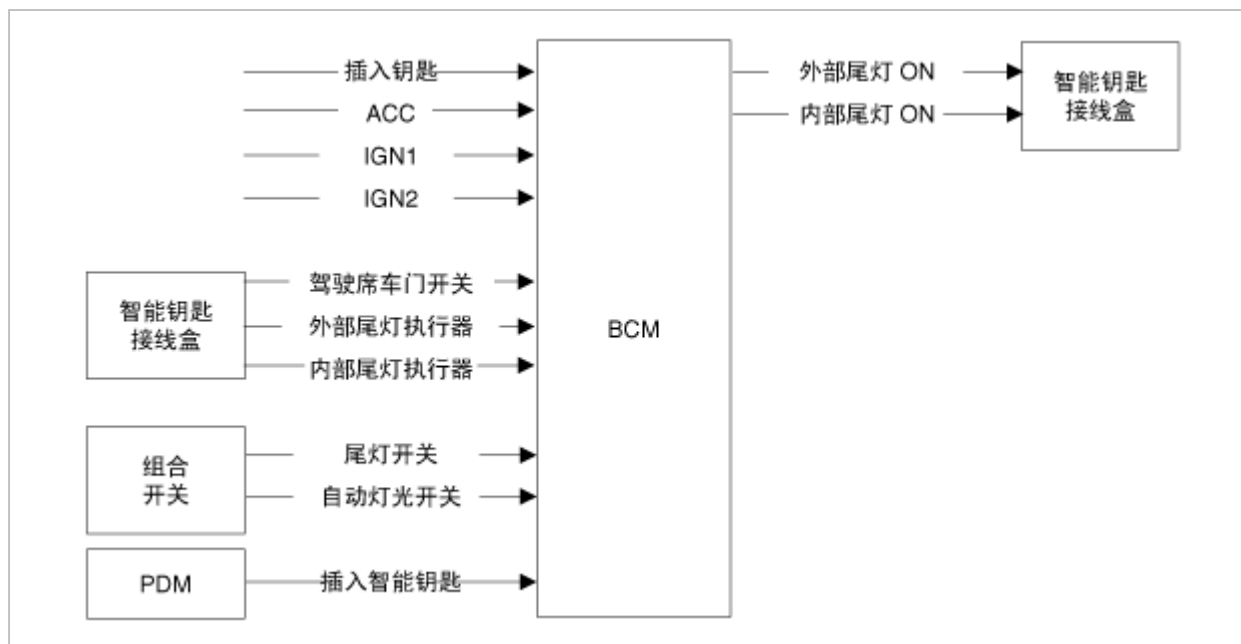 插入钥匙
ACC
IGN1
IGN2
智能钥匙
接线盒
驾驶席车门开关
外部尾灯执行器
内部尾灯执行器
组合
开关
尾灯开关
自动灯光开关
PDM
插入智能钥匙
BCM
外部尾灯 ON
内部尾灯 ON
智能钥匙
接线盒